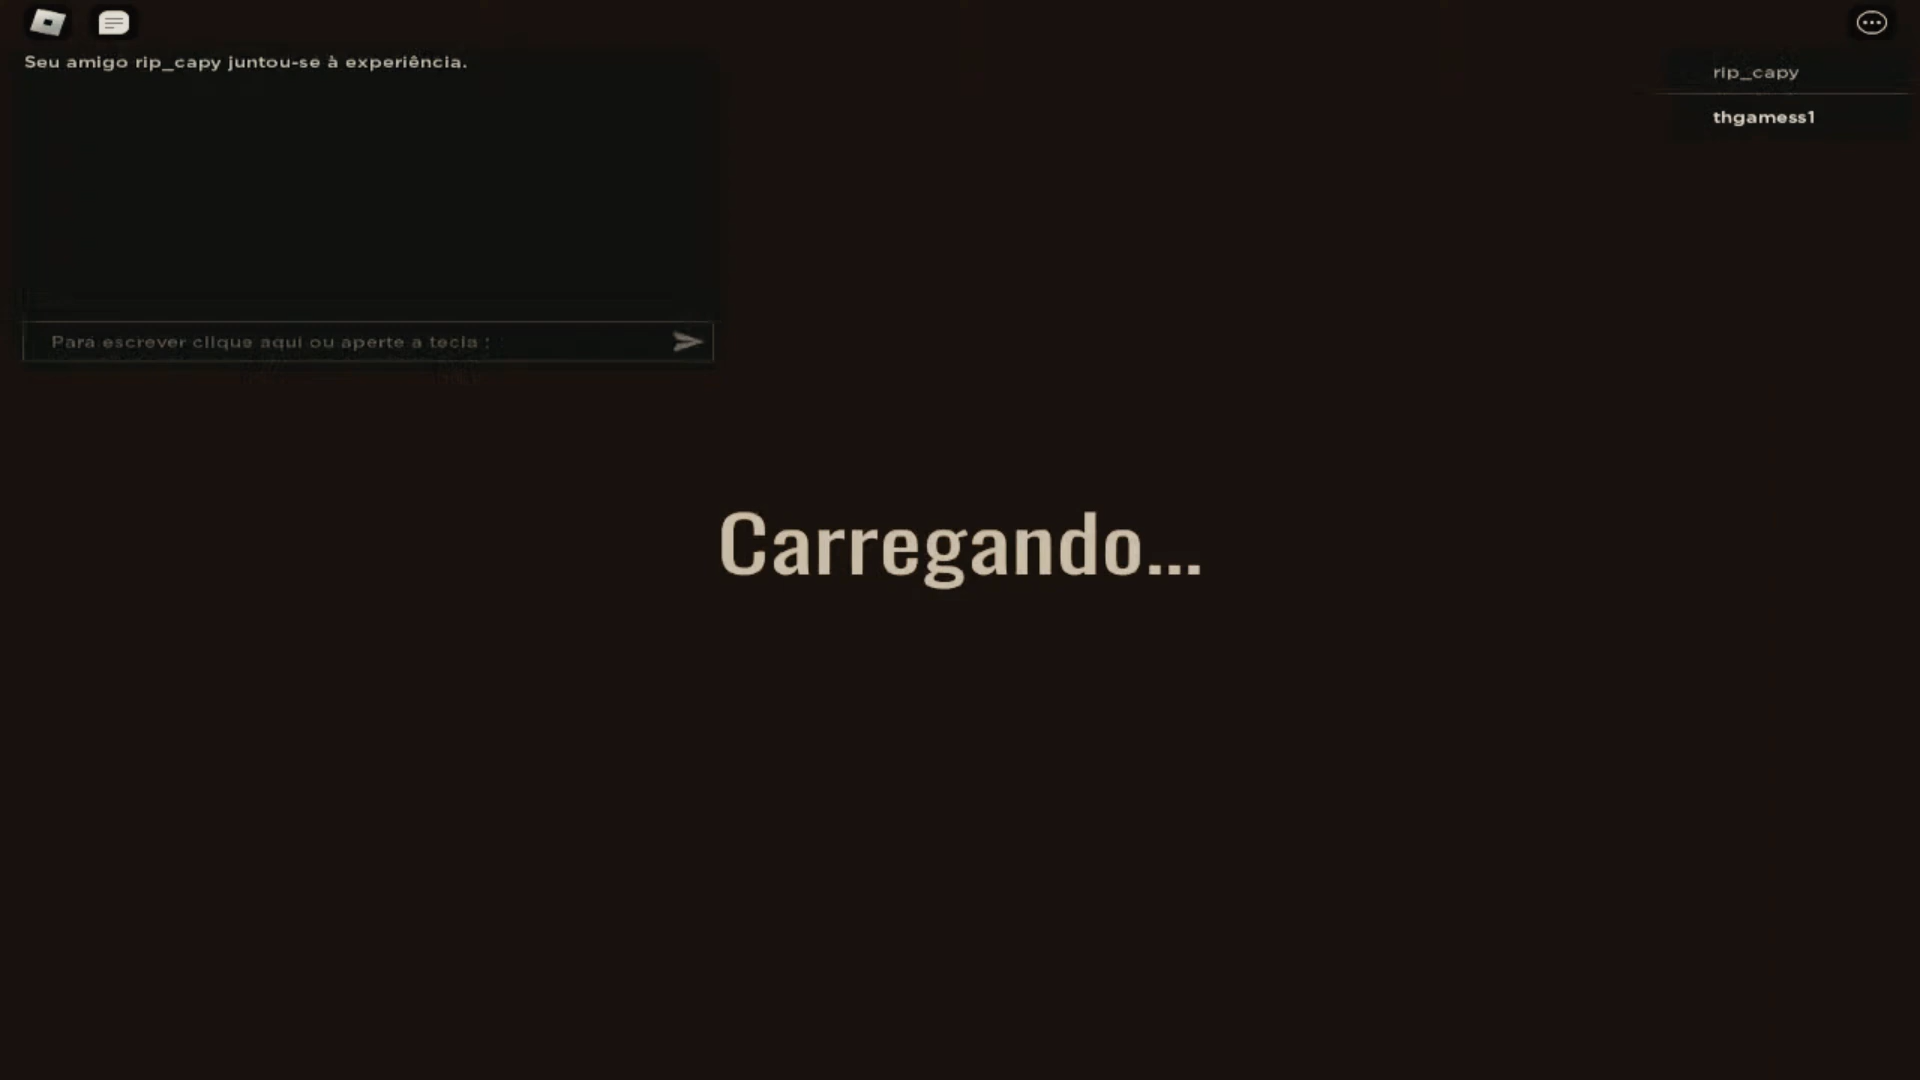 Seu amigo rip_capy juntou-se à experiência.
rip_capy
thgamess1
Para escrever clique aqui ou aperte a tecla :
Carregando...